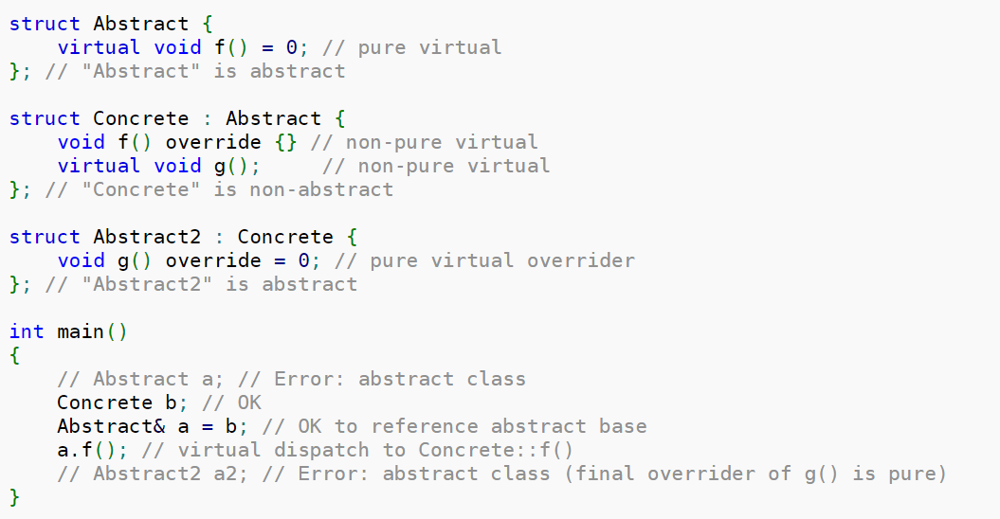 struct Abstract {
    virtual void f() = 0; // pure virtual
}; // "Abstract" is abstract

struct Concrete : Abstract {
    void f() override {} // non-pure virtual
    virtual void g();     // non-pure virtual
}; // "Concrete" is non-abstract

struct Abstract2 : Concrete {
    void g() override = 0; // pure virtual overrider
}; // "Abstract2" is abstract

int main()
{
    // Abstract a; // Error: abstract class
    Concrete b; // OK
    Abstract& a = b; // OK to reference abstract base
    a.f(); // virtual dispatch to Concrete::f()
    // Abstract2 a2; // Error: abstract class (final overrider of g() is pure)
}